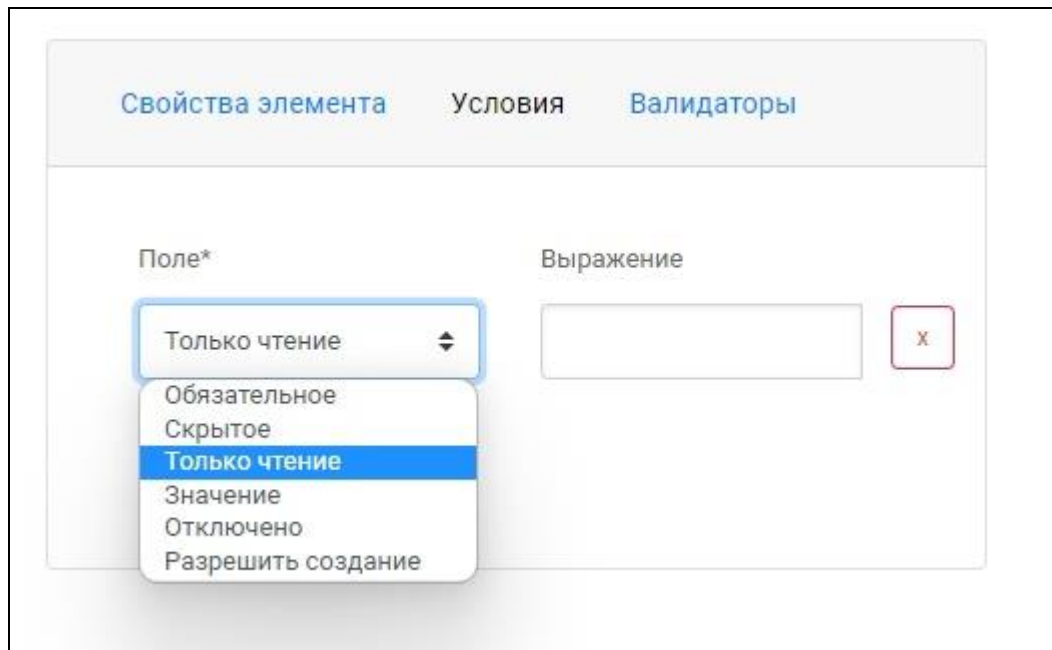 Свойства элемента Условия Валидаторы
Поле* Выражение
Только чтение x
Обязательное
Скрытое
Только чтение
Значение
Отключено
Разрешить создание